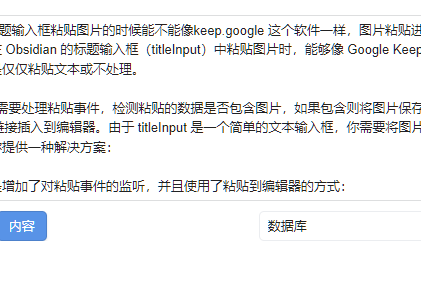 题输入框粘贴图片的时候能不能像keep.google 这个软件一样，图片粘贴进
Obsidian 的标题输入框（titleInput）中粘贴图片时，能够像 Google Keep
仅仅粘贴文本或不处理。
需要处理粘贴事件，检测粘贴的数据是否包含图片，如果包含则将图片保存
链接插入到编辑器。由于 titleInput 是一个简单的文本输入框，你需要将图片
提供一种解决方案：
增加了对粘贴事件的监听，并且使用了粘贴到编辑器的方式：
内容
数据库